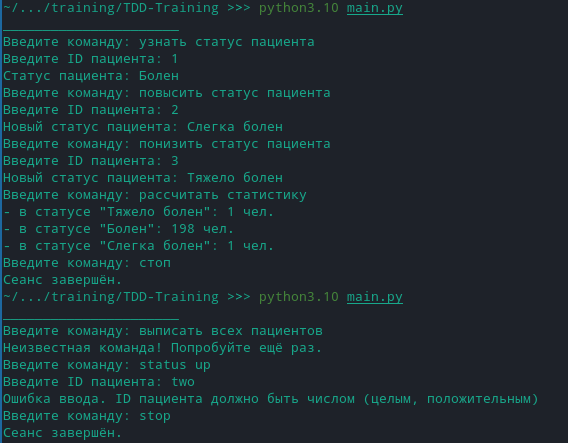 ~/.../training/TDD-Training >>> python3.10 main.py
Введите команду: узнать статус пациента
Введите ID пациента: 1
Статус пациента: Болен
Введите команду: повысить статус пациента
Введите ID пациента: 2
Новый статус пациента: Слегка болен
Введите команду: понизить статус пациента
Введите ID пациента: 3
Новый статус пациента: Тяжело болен
Введите команду: рассчитать статистику
- в статусе "Тяжело болен": 1 чел.
- в статусе "Болен": 198 чел.
- в статусе "Слегка болен": 1 чел.
Введите команду: стоп
Сеанс завершён.
~/.../training/TDD-Training >>> python3.10 main.py
Введите команду: выписать всех пациентов
Неизвестная команда! Попробуйте ещё раз.
Введите команду: status up
Введите ID пациента: two
Ошибка ввода. ID пациента должно быть числом (целым, положительным)
Введите команду: stop
Сеанс завершён.